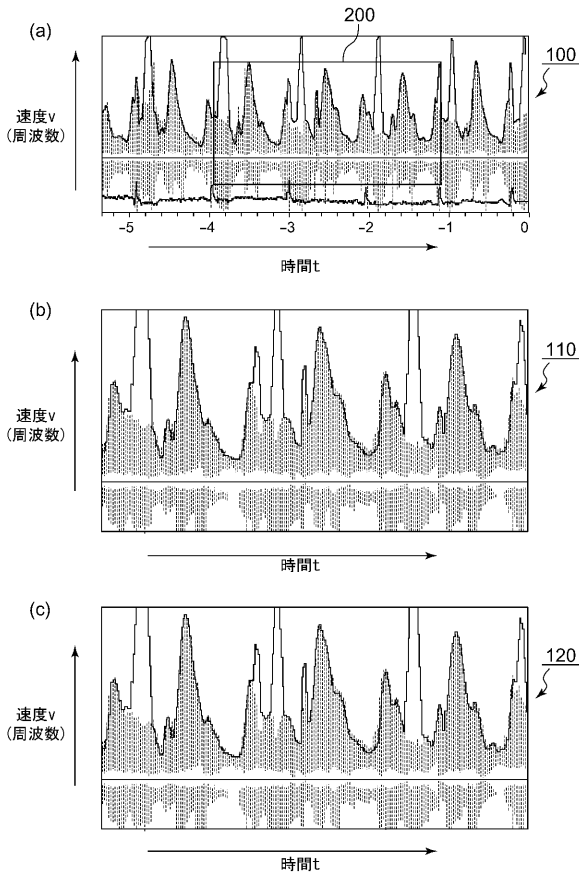 (a)
200
100
速度v
(周波数)
-5
-4
-3
-2
-1
0
時間t
(b)
110
速度v
(周波数)
時間t
(c)
120
速度v
(周波数)
時間t